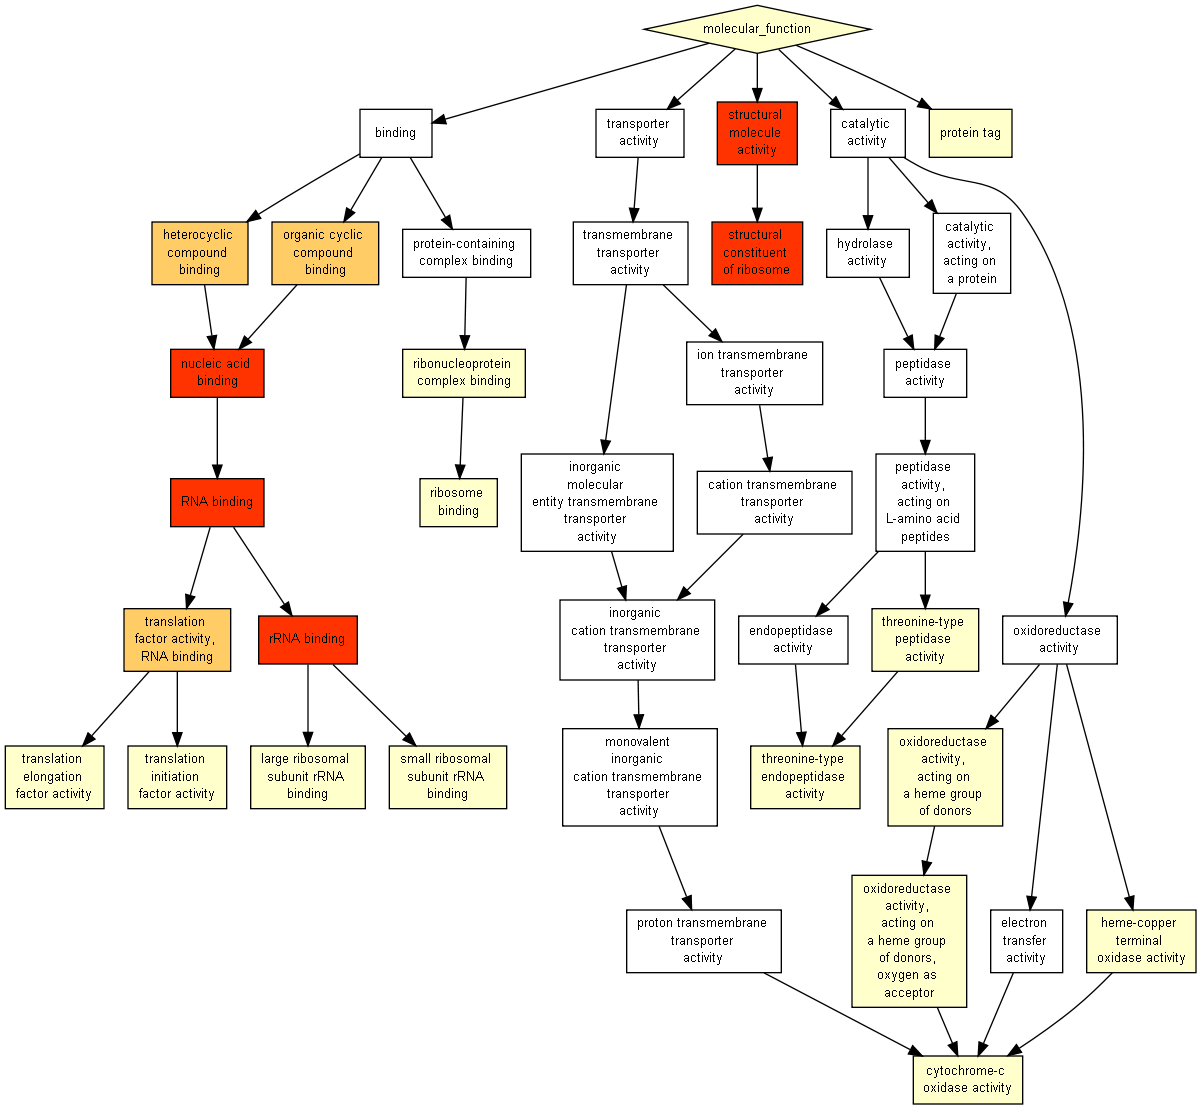 molecular_function
binding
transporter
activity
structural
molecule
activity
catalytic
activity
protein tag
heterocyclic
compound
binding
organic cyclic
compound
binding
protein-containing
complex binding
transmembrane
transporter
activity
structural
constituent
of ribosome
hydrolase
activity
catalytic
activity,
acting on
a protein
nucleic acid
binding
ribonucleoprotein
complex binding
ion transmembrane
transporter
activity
peptidase
activity
RNA binding
ribosome
binding
inorganic
molecular
entity transmembrane
transporter
activity
cation transmembrane
transporter
activity
peptidase
activity,
acting on
L-amino acid
peptides
translation
factor activity,
RNA binding
rRNA binding
inorganic
cation transmembrane
transporter
activity
endopeptidase
activity
threonine-type
peptidase
activity
oxidoreductase
activity
translation
elongation
factor activity
translation
initiation
factor activity
large ribosomal
subunit rRNA
binding
small ribosomal
subunit rRNA
binding
monovalent
inorganic
cation transmembrane
transporter
activity
threonine-type
endopeptidase
activity
oxidoreductase
activity,
acting on
a heme group
of donors
proton transmembrane
transporter
activity
oxidoreductase
activity,
acting on
a heme group
of donors,
oxygen as
acceptor
electron
transfer
activity
heme-copper
terminal
oxidase activity
cytochrome-c
oxidase activity